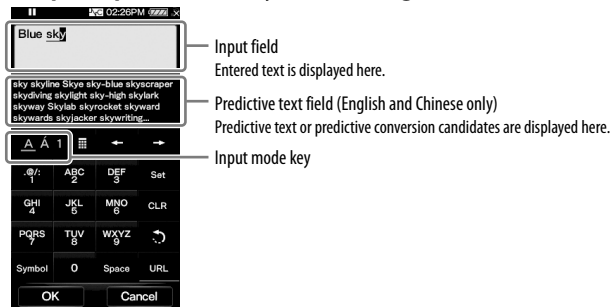 02:26PM
Blue sky
Input field
Entered text is displayed here.
sky skyline Skye sky-blue skyscraper
skydiving skylight sky-high skylark
skyway Skylab skyrocket skyward
skywards skyjacker skywriting...
Predictive text field (English and Chinese only)
Predictive text or predictive conversion candidates are displayed here.
A Á 1
Input mode key
.@/: 1 ABC 2 DEF 3 Set
GHI 4 JKL 5 MNO 6 CLR
PQRS 7 TUV 8 WXYZ 9
Symbol 0 Space URL
OK Cancel